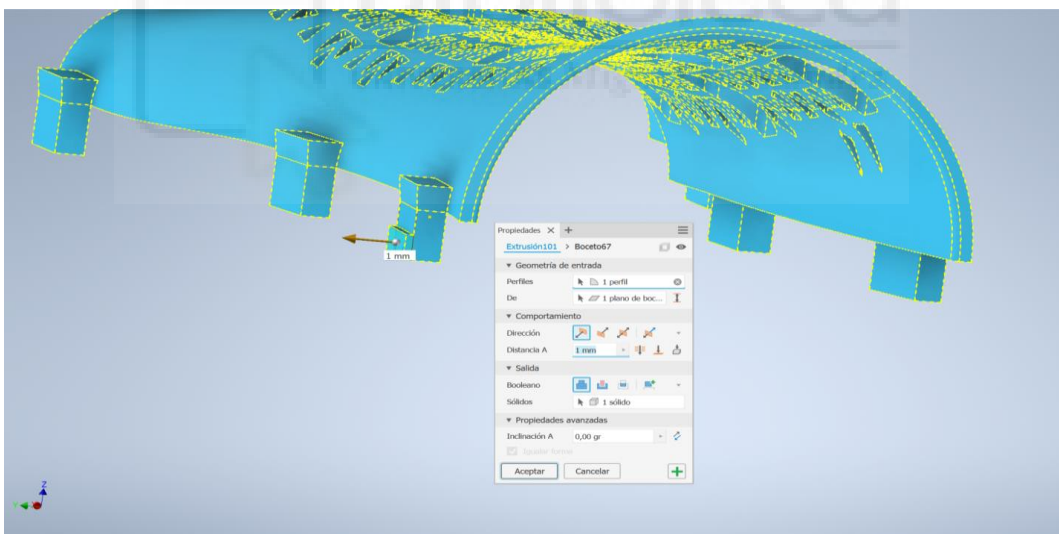 1 mm
Propiedades × +
Extrusión101 > Boceto67
Geometría de entrada
Perfiles 1 perfil
De 1 plano de boc...
Comportamiento
Dirección
Distancia A 1 mm
Salida
Booleano
Sólidos 1 sólido
Propiedades avanzadas
Inclinación A 0,00 gr
Aceptar Cancelar
Z
Y X